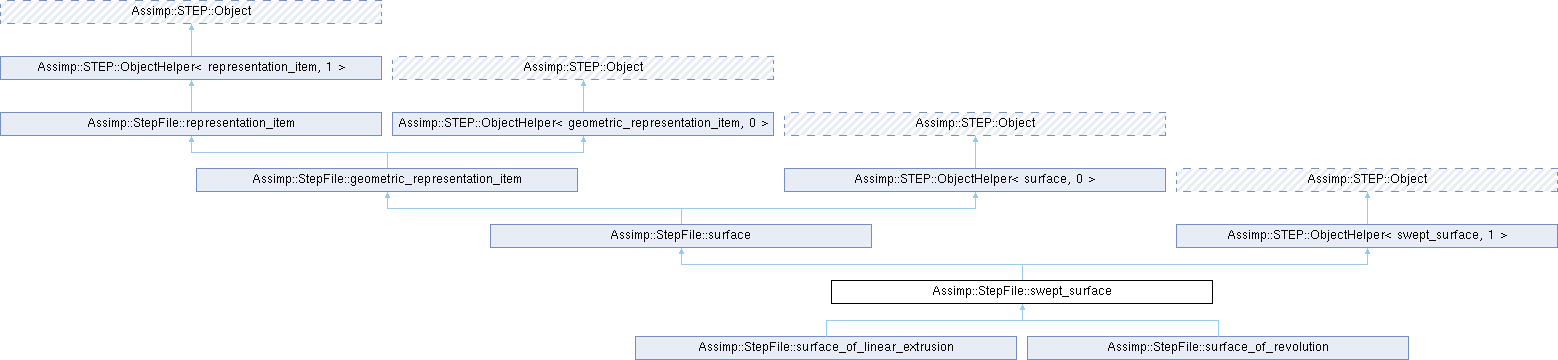 Assimp::STEP::Object
Assimp::STEP::ObjectHelper< representation_item, 1 >
Assimp::STEP::Object
Assimp::StepFile::representation_item
Assimp::STEP::ObjectHelper< geometric_representation_item, 0 >
Assimp::STEP::Object
Assimp::StepFile::geometric_representation_item
Assimp::STEP::ObjectHelper< surface, 0 >
Assimp::STEP::Object
Assimp::StepFile::surface
Assimp::STEP::ObjectHelper< swept_surface, 1 >
Assimp::StepFile::swept_surface
Assimp::StepFile::surface_of_linear_extrusion
Assimp::StepFile::surface_of_revolution